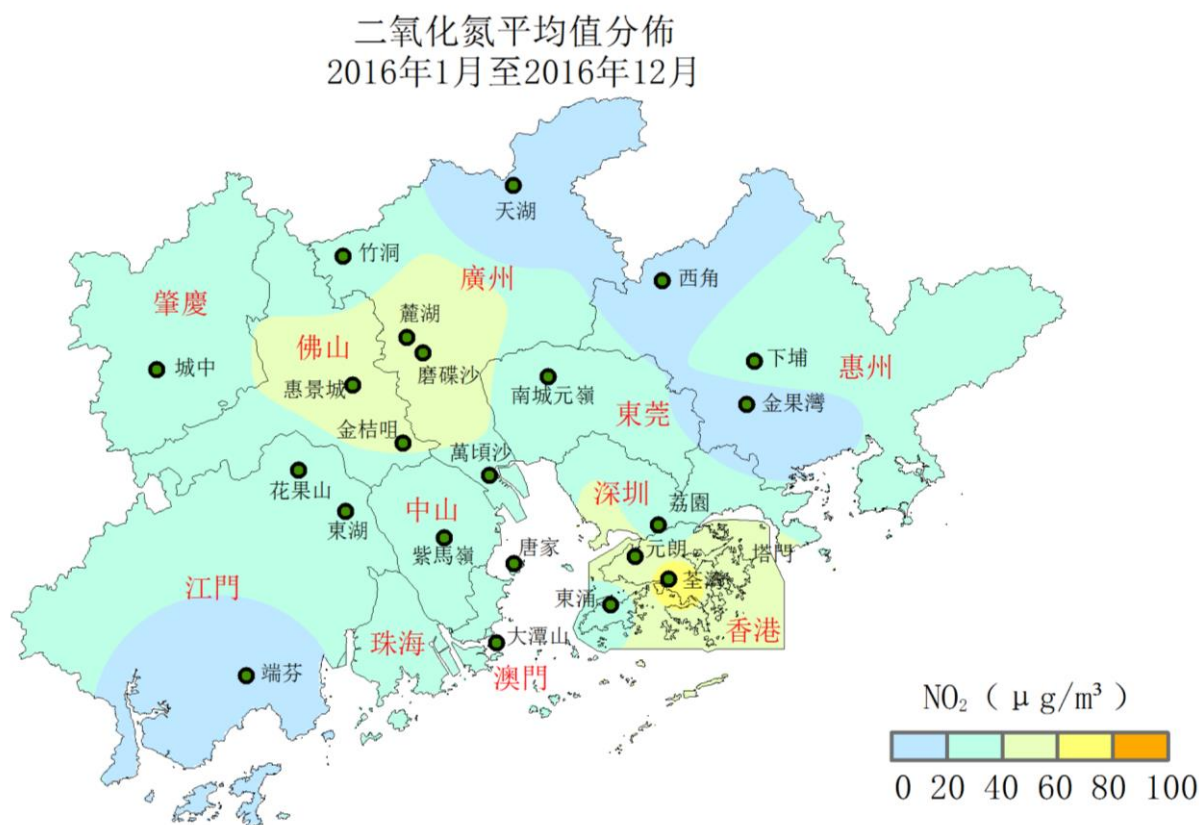 二氧化氮平均值分佈
2016年1月至2016年12月
天湖
竹洞
西角
廣州
肇慶
麓湖
佛山
磨碟沙
下埔
惠州
城中
惠景城
南城元嶺
金果灣
東莞
金桔咀
萬頃沙
花果山
深圳
荔園
東湖
中山
紫馬嶺
唐家
元朗
塔門
荃灣
江門
東涌
珠海
大潭山
香港
端芬
澳門
NO₂ ( μg/m³ )
0 20 40 60 80 100